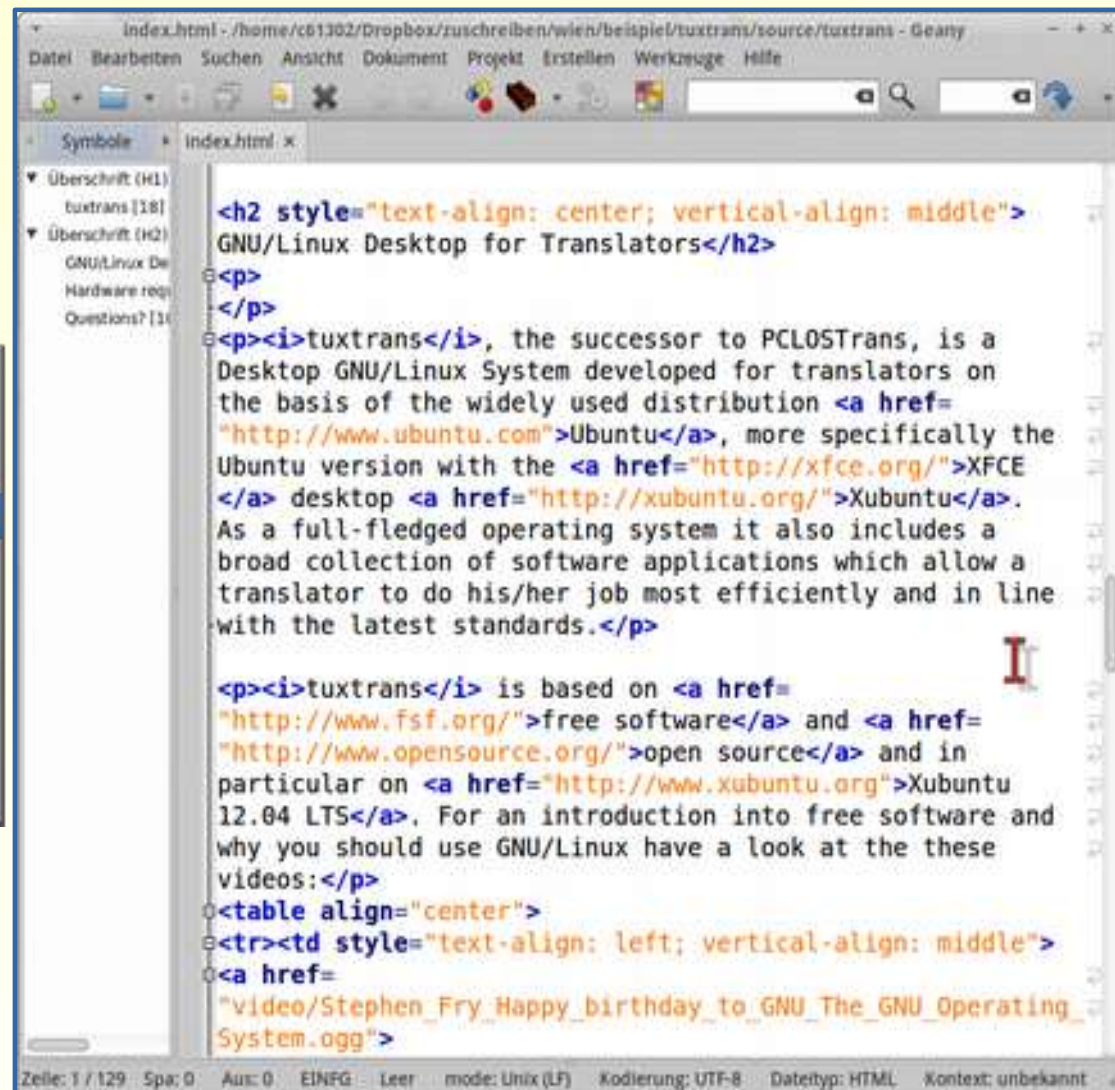 index.html - /home/c61302/Dropbox/zuschreiben/wien/beispiel/tuxtrans/source/tuxtrans - Geany
Datei Bearbeiten Suchen Ansicht Dokument Projekt Erstellen Werkzeuge Hilfe
Symbole index.html
Überschrift (H1)
tuxtrans [18]
Überschrift (H2)
GNU/Linux De
Hardware requ
Questions? [10
<h2 style="text-align: center; vertical-align: middle">
GNU/Linux Desktop for Translators</h2>
<p>
</p>
<p><i>tuxtrans</i>, the successor to PCLOSTrans, is a
Desktop GNU/Linux System developed for translators on
the basis of the widely used distribution <a href=
"http://www.ubuntu.com">Ubuntu</a>, more specifically the
Ubuntu version with the <a href="http://xfce.org/">XFCE
</a> desktop <a href="http://xubuntu.org/">Xubuntu</a>.
As a full-fledged operating system it also includes a
broad collection of software applications which allow a
translator to do his/her job most efficiently and in line
with the latest standards.</p>
<p><i>tuxtrans</i> is based on <a href=
"http://www.fsf.org/">free software</a> and <a href=
"http://www.opensource.org/">open source</a> and in
particular on <a href="http://www.xubuntu.org">Xubuntu
12.04 LTS</a>. For an introduction into free software and
why you should use GNU/Linux have a look at the these
videos:</p>
<table align="center">
<tr><td style="text-align: left; vertical-align: middle">
<a href=
"video/Stephen_Fry_Happy_birthday_to_GNU_The_GNU_Operating_
System.ogg">
Zeile: 1 / 129 Spa: 0 Aus: 0 EINFG Leer mode: Unix (LF) Kodierung: UTF-8 Dateityp: HTML Kontext: unbekannt